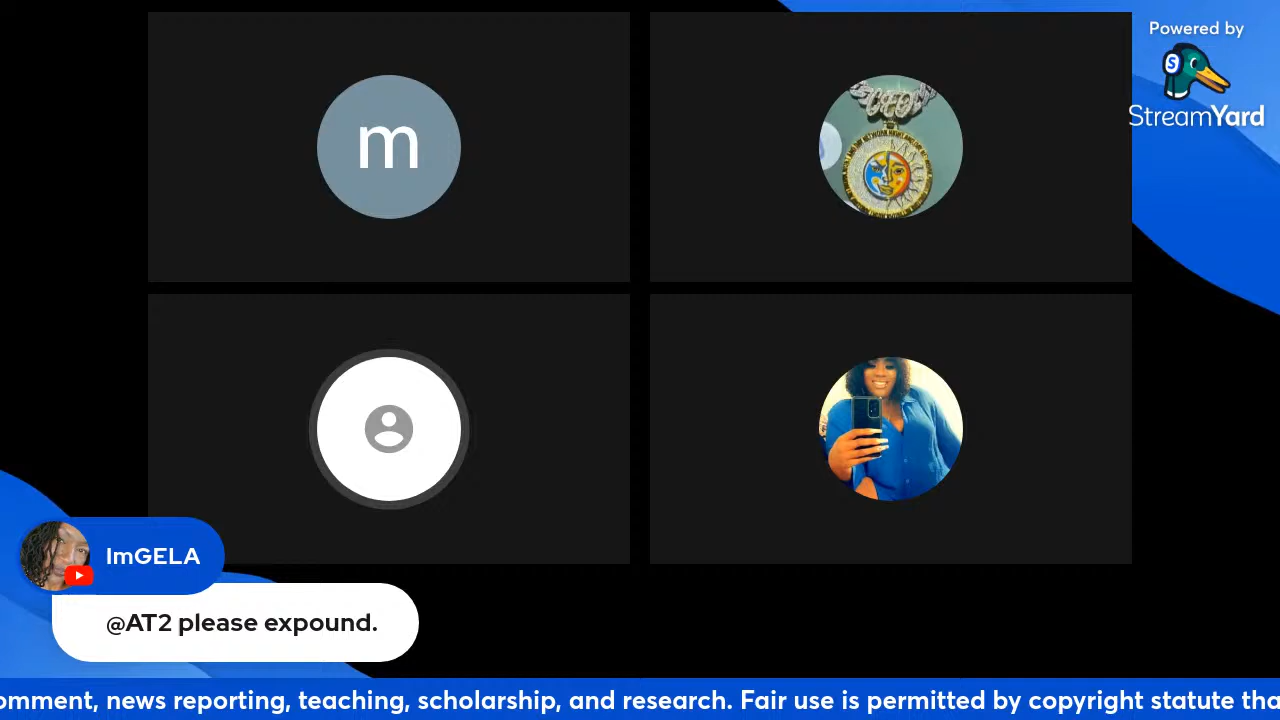 Powered by
S
StreamYard
m
CEO
ImGELA
@AT2 please expound.
omment, news reporting, teaching, scholarship, and research. Fair use is permitted by copyright statute tha